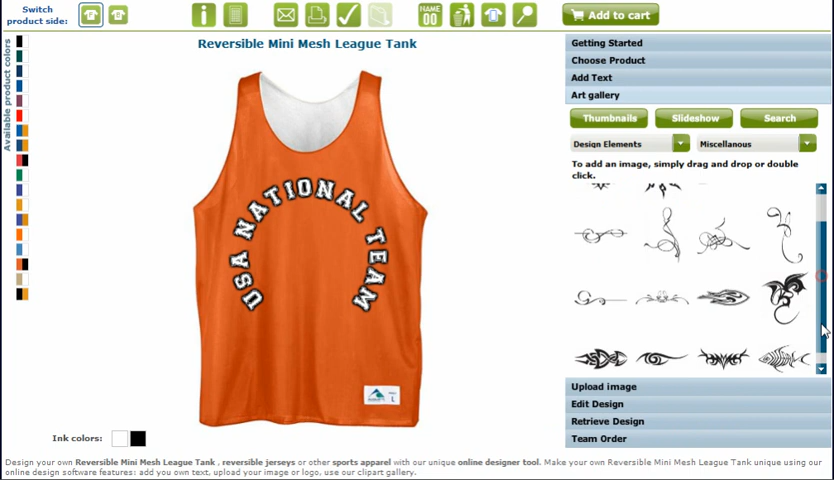 Switch
product side:
NAME
00
Add to cart
Available product colors
Reversible Mini Mesh League Tank
USA NATIONAL TEAM
L
Ink colors:
Getting Started
Choose Product
Add Text
Art gallery
Thumbnails
Slideshow
Search
Design Elements
Miscellanous
To add an image, simply drag and drop or double
click.
Upload image
Edit Design
Retrieve Design
Team Order
Design your own Reversible Mini Mesh League Tank , reversible jerseys or other sports apparel with our unique online designer tool. Make your own Reversible Mini Mesh League Tank unique using our
online design software features: add you own text, upload your image or logo, use our clipart gallery.